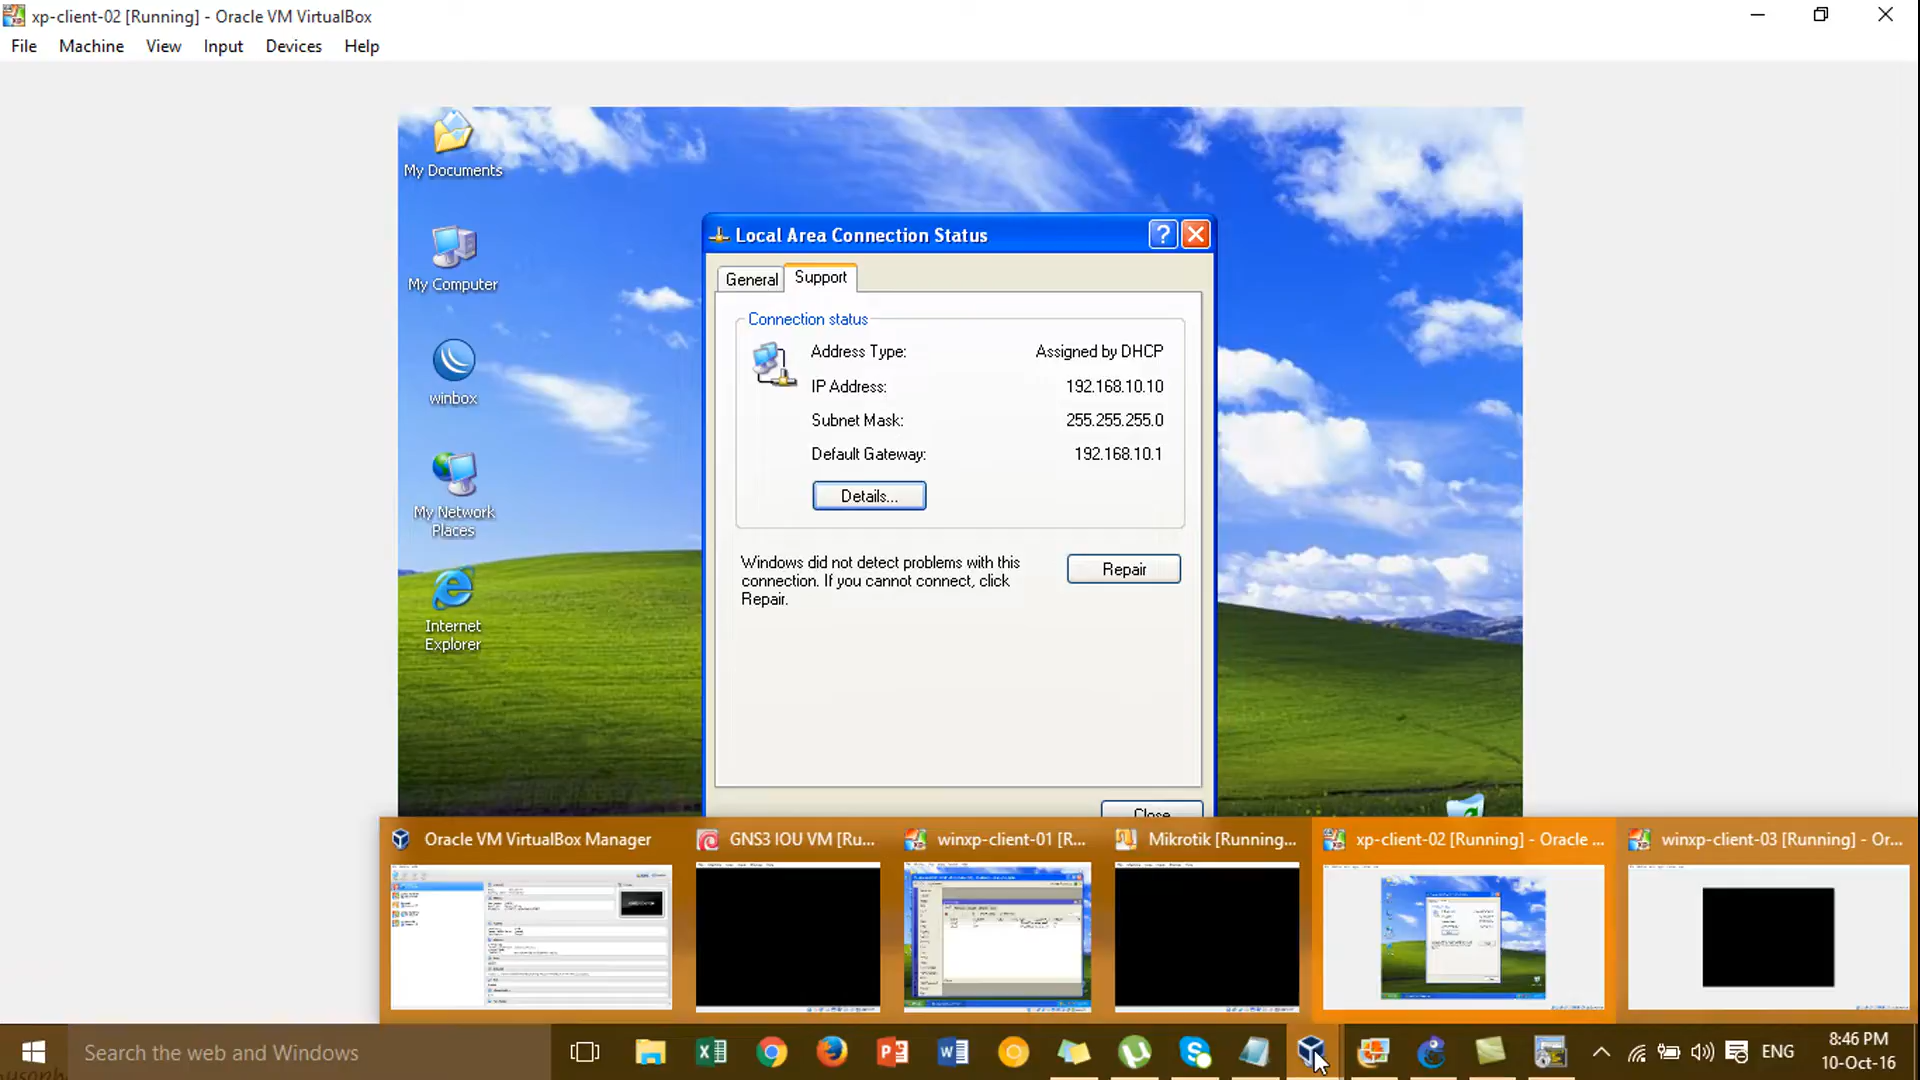 xp-client-02 [Running] - Oracle VM VirtualBox
File Machine View Input Devices Help
My Documents
My Computer
winbox
My Network
Places
Internet
Explorer
Local Area Connection Status
General Support
Connection status
Address Type: Assigned by DHCP
IP Address: 192.168.10.10
Subnet Mask: 255.255.255.0
Default Gateway: 192.168.10.1
Details...
Windows did not detect problems with this
connection. If you cannot connect, click
Repair.
Repair
Close
Oracle VM VirtualBox Manager
GNS3 IOU VM [Ru...
winxp-client-01 [R...
Mikrotik [Running...
xp-client-02 [Running] - Oracle ...
winxp-client-03 [Running] - Or...
Search the web and Windows
ENG
8:46 PM
10-Oct-16